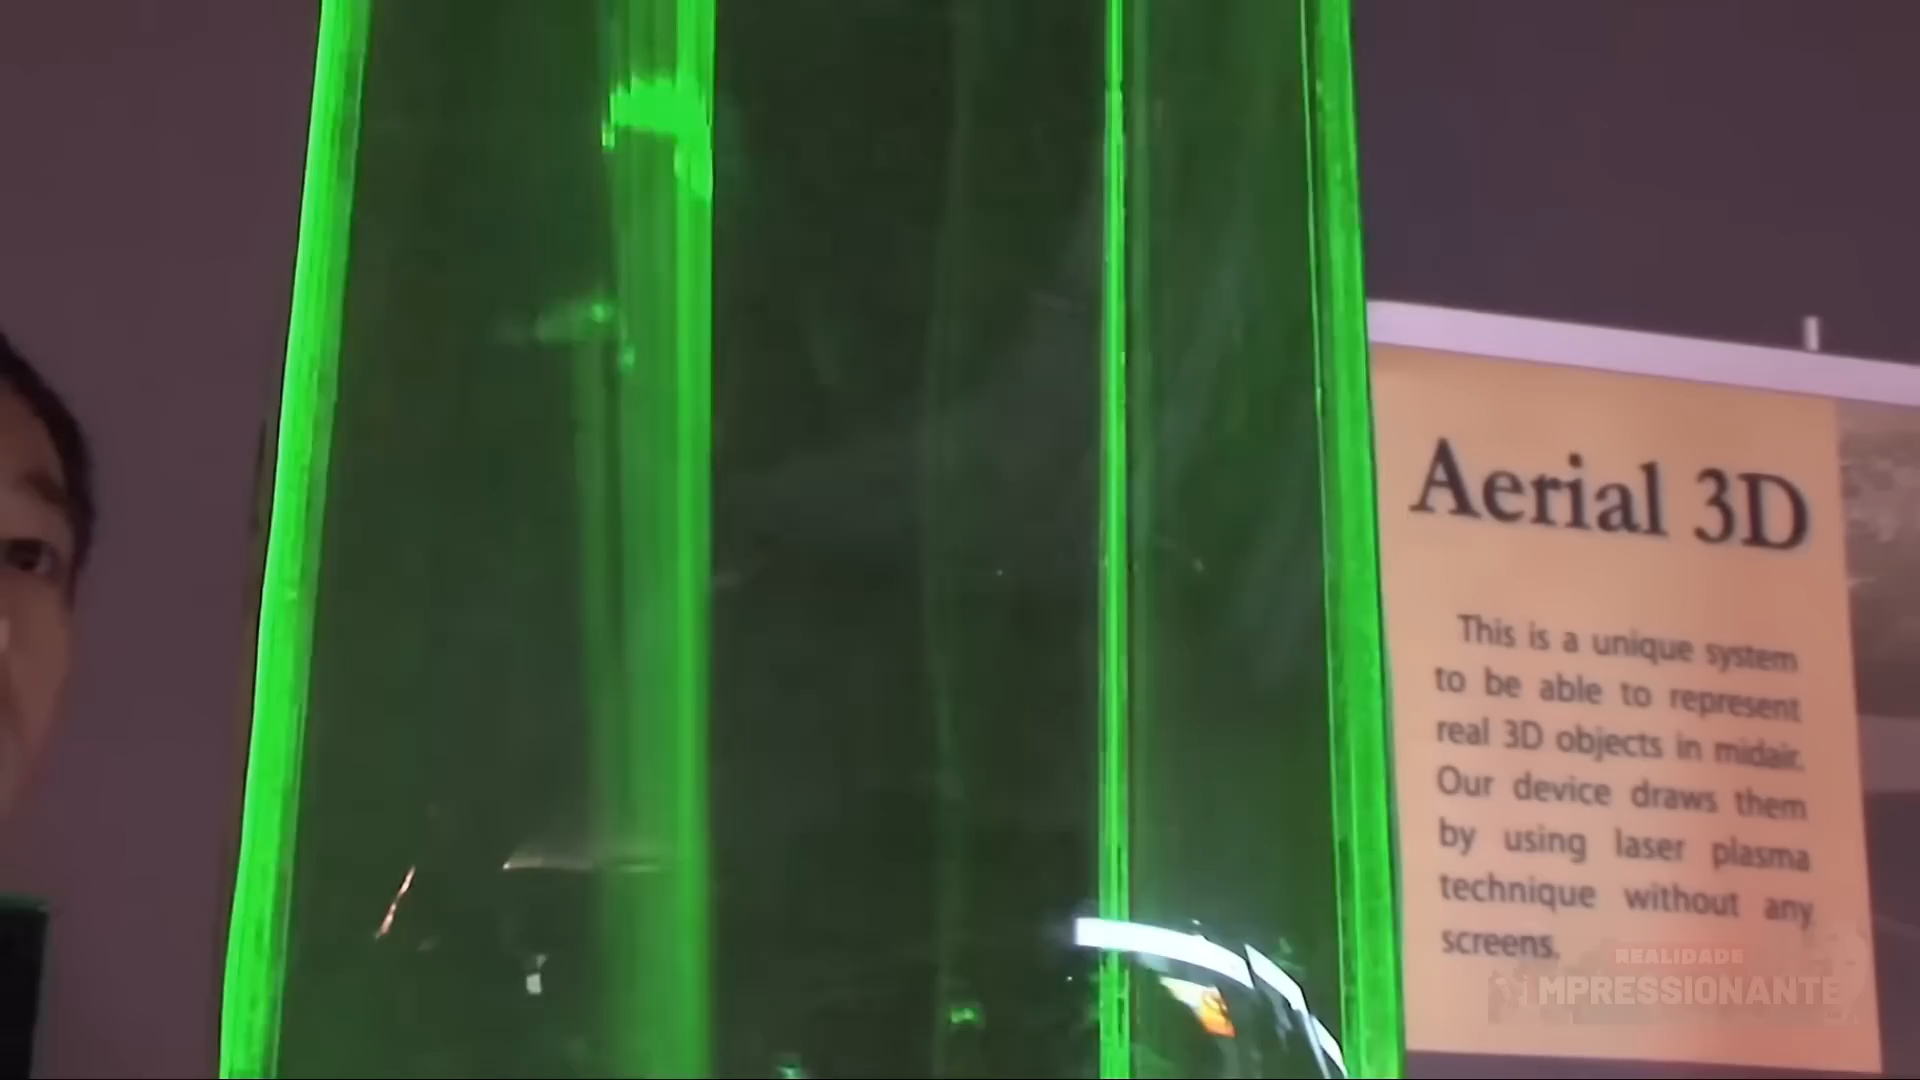 Aerial 3D
This is a unique system
to be able to represent
real 3D objects in midair.
Our device draws them
by using laser plasma
technique without any
screens.
REALIDADE
IMPRESSIONANTE